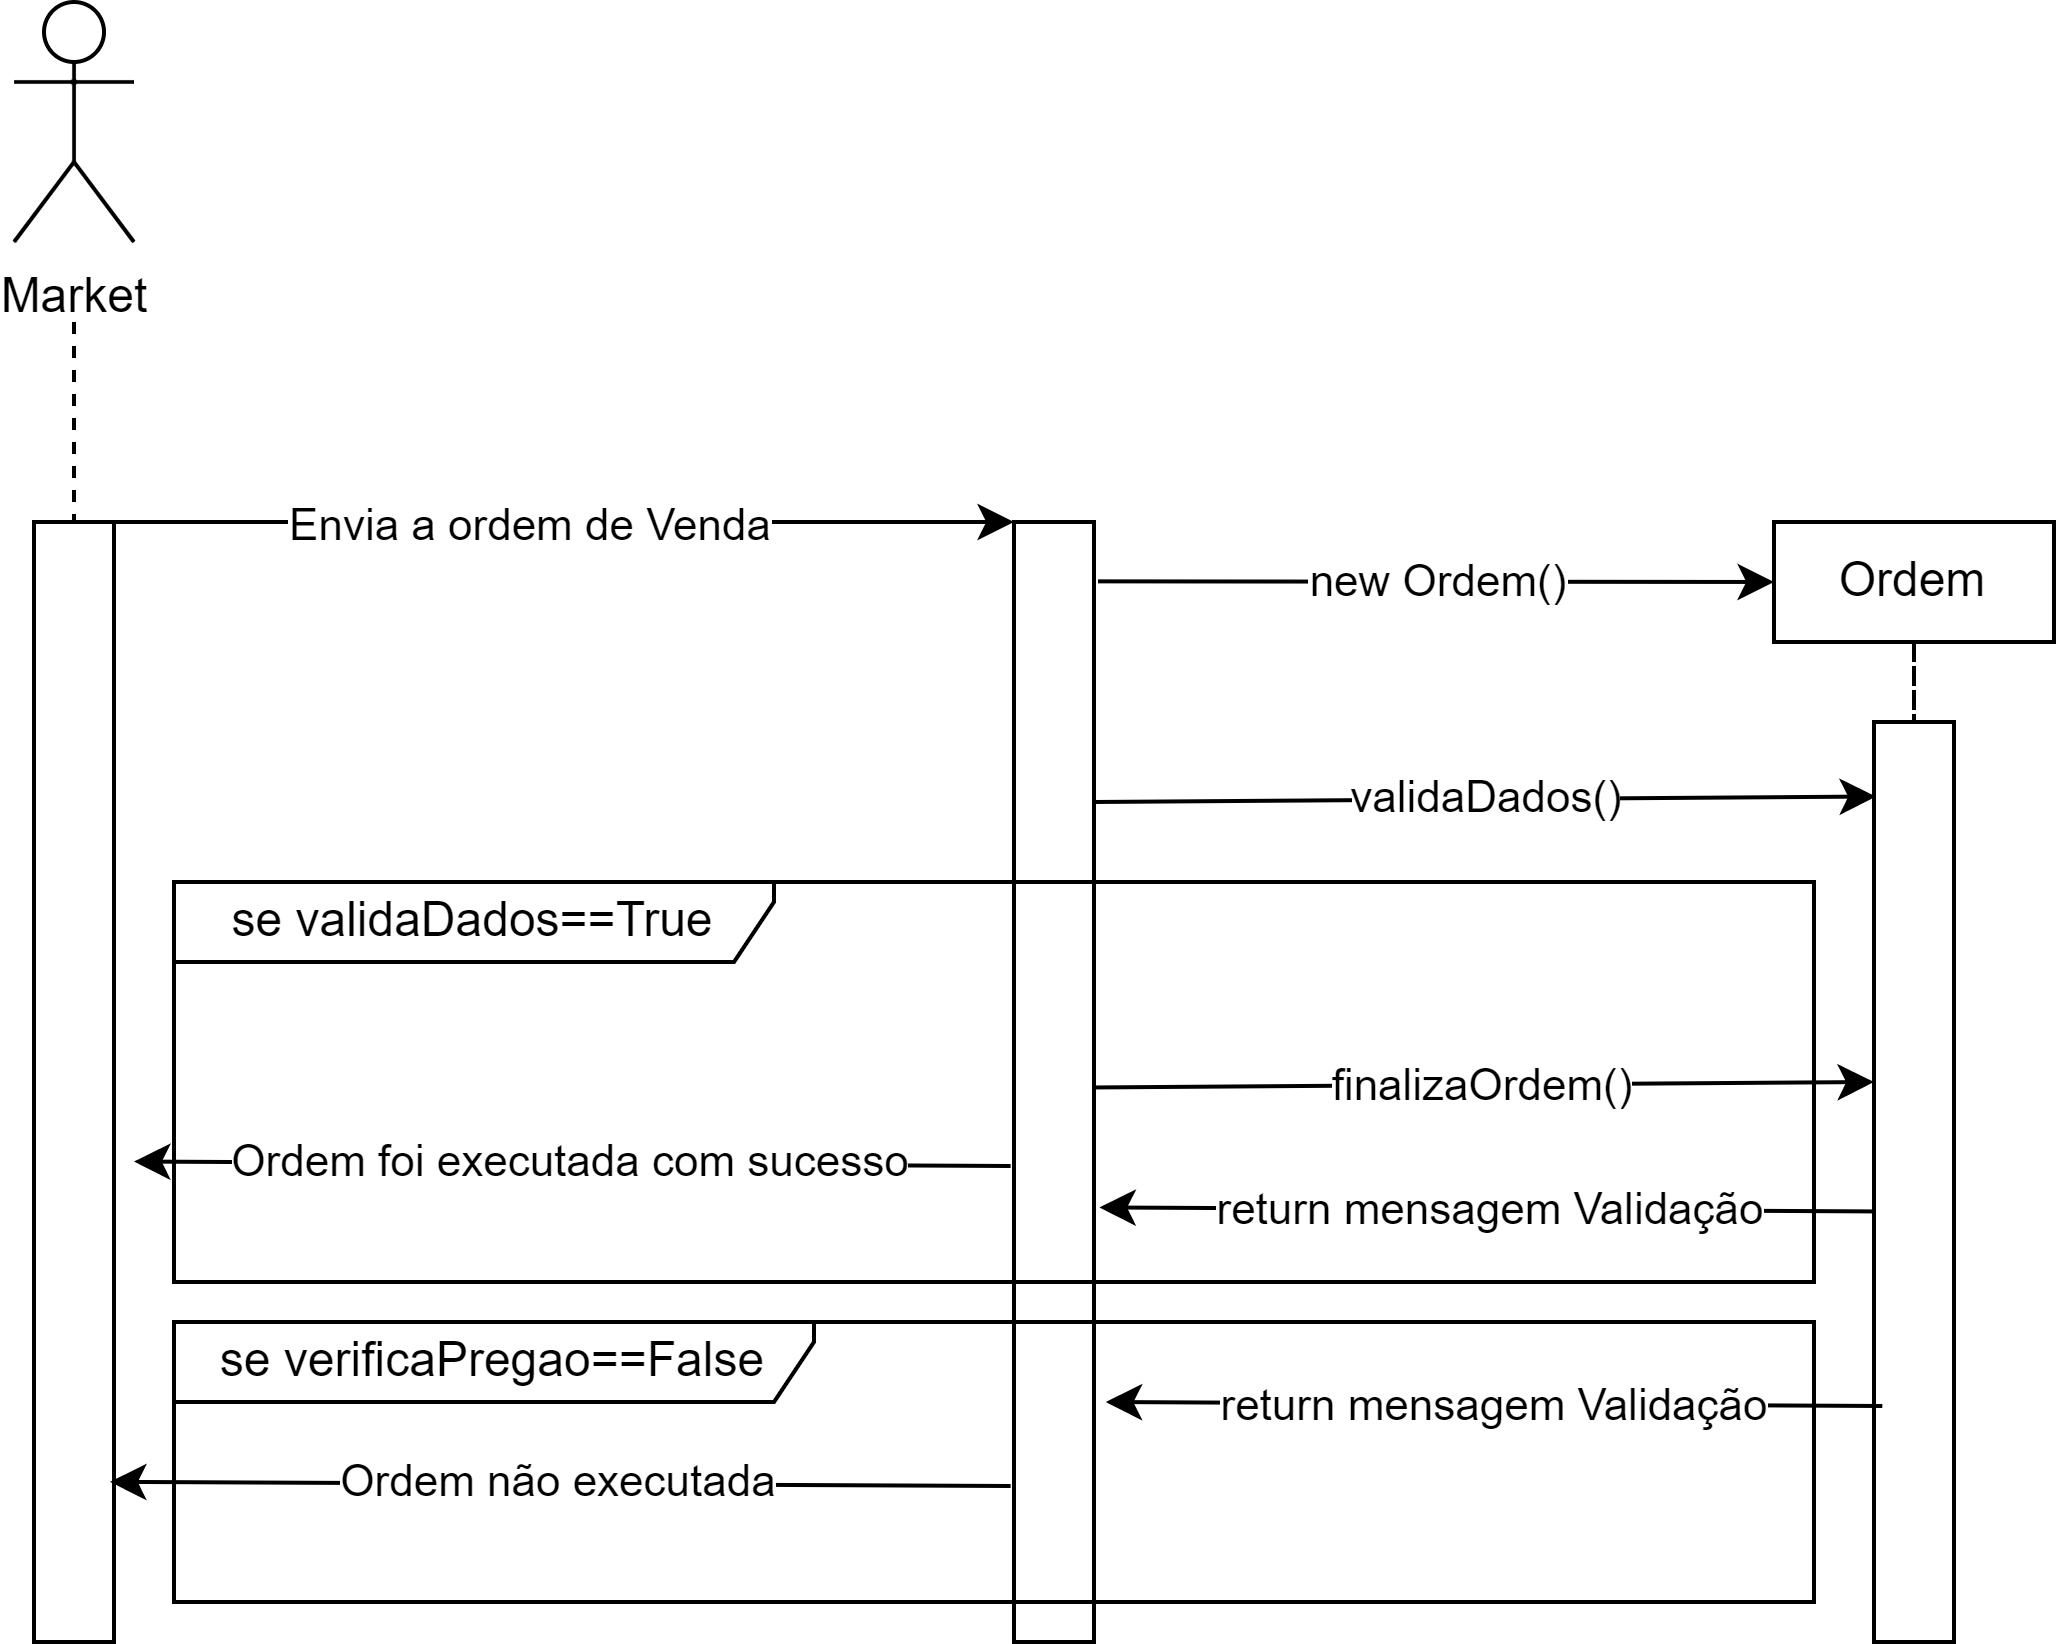 Market
Envia a ordem de Venda
new Ordem()
Ordem
validaDados()
se validaDados==True
finalizaOrdem()
Ordem foi executada com sucesso
return mensagem Validação
se verificaPregao==False
return mensagem Validação
Ordem não executada